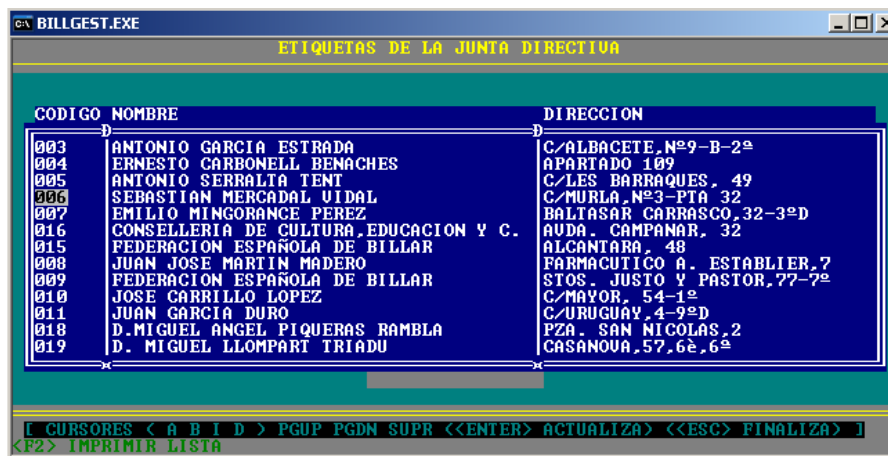 BILLGEST.EXE
ETIQUETAS DE LA JUNTA DIRECTIVA
CODIGO NOMBRE DIRECCION
003 ANTONIO GARCIA ESTRADA C/ALBACETE,Nº9-B-2ª
004 ERNESTO CARBONELL BENACHES APARTADO 109
005 ANTONIO SERRALTA TENT C/LES BARRAQUES, 49
006 SEBASTIAN MERCADAL VIDAL C/MURLA,Nº3-PTA 32
007 EMILIO MINGORANCE PEREZ BALTASAR CARRASCO,32-3ºD
016 CONSELLERIA DE CULTURA,EDUCACION Y C. AVDA. CAMPANAR, 32
015 FEDERACION ESPAÑOLA DE BILLAR ALCANTARA, 48
008 JUAN JOSE MARTIN MADERO FARMACUTICO A. ESTABLIER,7
009 FEDERACION ESPAÑOLA DE BILLAR STOS. JUSTO Y PASTOR,77-7º
010 JOSE CARRILLO LOPEZ C/MAYOR, 54-1º
011 JUAN GARCIA DURO C/URUGUAY,4-9ºD
018 D.MIGUEL ANGEL PIQUERAS RAMBLA PZA. SAN NICOLAS,2
019 D. MIGUEL LLOMPART TRIADU CASANOVA,57,6è,6ª
[ CURSORES < A B I D > PGUP PGDN SUPR <<ENTER> ACTUALIZA> <<ESC> FINALIZA> ]
<F2> IMPRIMIR LISTA